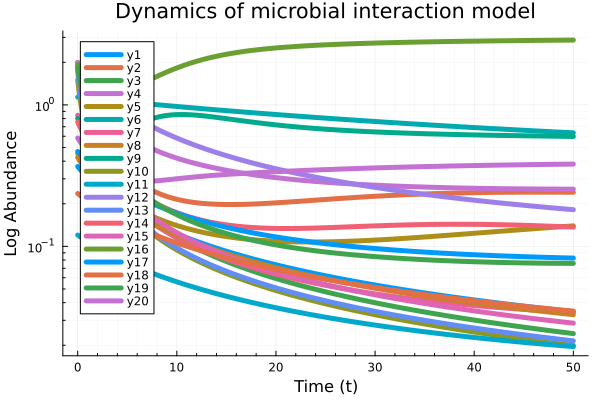 Dynamics of microbial interaction model
Log Abundance
10⁰
10⁻¹
y1
y2
y3
y4
y5
y6
y7
y8
y9
y10
y11
y12
y13
y14
y15
y16
y17
y18
y19
y20
0 10 20 30 40 50
Time (t)